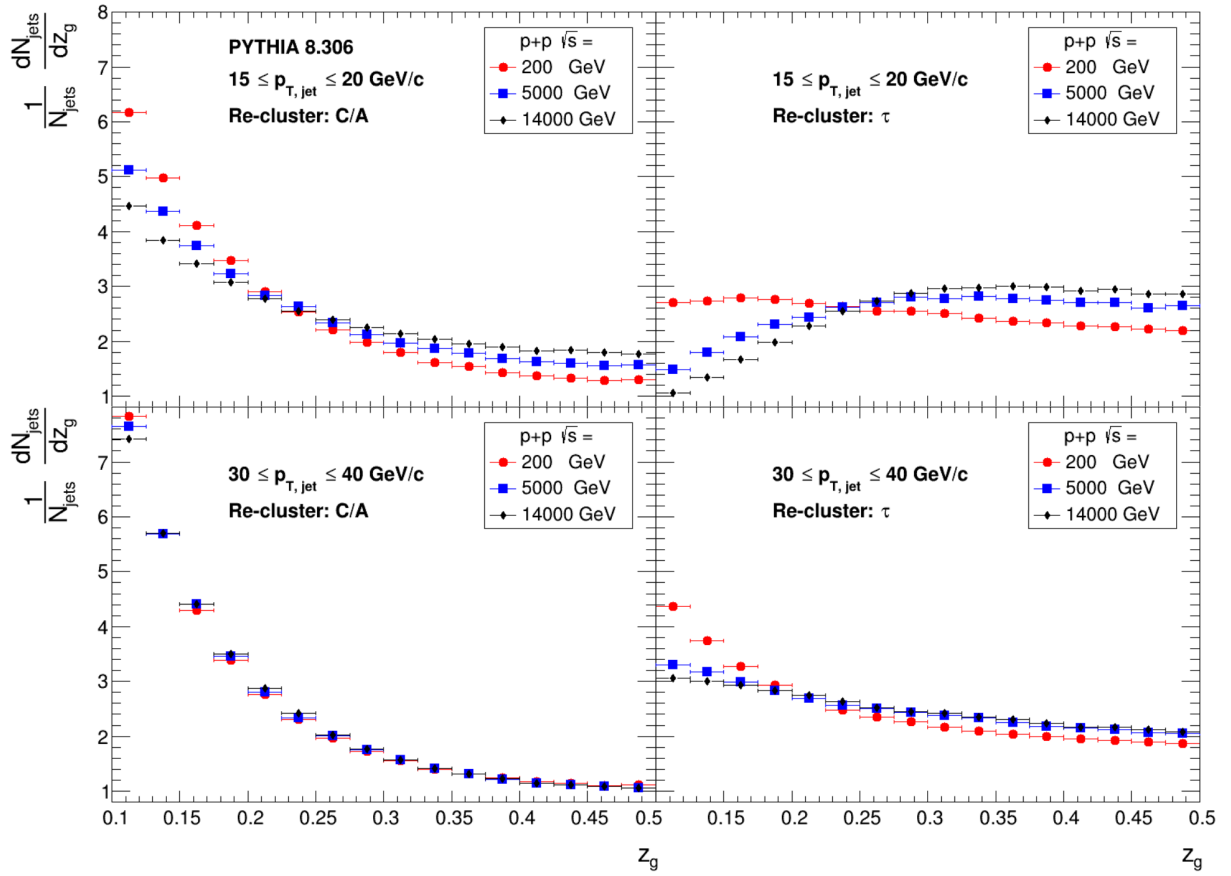 1/N_jets dN_jets/dz_g
8
7
6
5
4
3
2
1
PYTHIA 8.306
15 ≤ p_T, jet ≤ 20 GeV/c
Re-cluster: C/A
p+p √s =
200 GeV
5000 GeV
14000 GeV
15 ≤ p_T, jet ≤ 20 GeV/c
Re-cluster: τ
p+p √s =
200 GeV
5000 GeV
14000 GeV
1/N_jets dN_jets/dz_g
7
6
5
4
3
2
1
30 ≤ p_T, jet ≤ 40 GeV/c
Re-cluster: C/A
p+p √s =
200 GeV
5000 GeV
14000 GeV
30 ≤ p_T, jet ≤ 40 GeV/c
Re-cluster: τ
p+p √s =
200 GeV
5000 GeV
14000 GeV
0.1 0.15 0.2 0.25 0.3 0.35 0.4 0.45 0.5
0.15 0.2 0.25 0.3 0.35 0.4 0.45 0.5
z_g
z_g